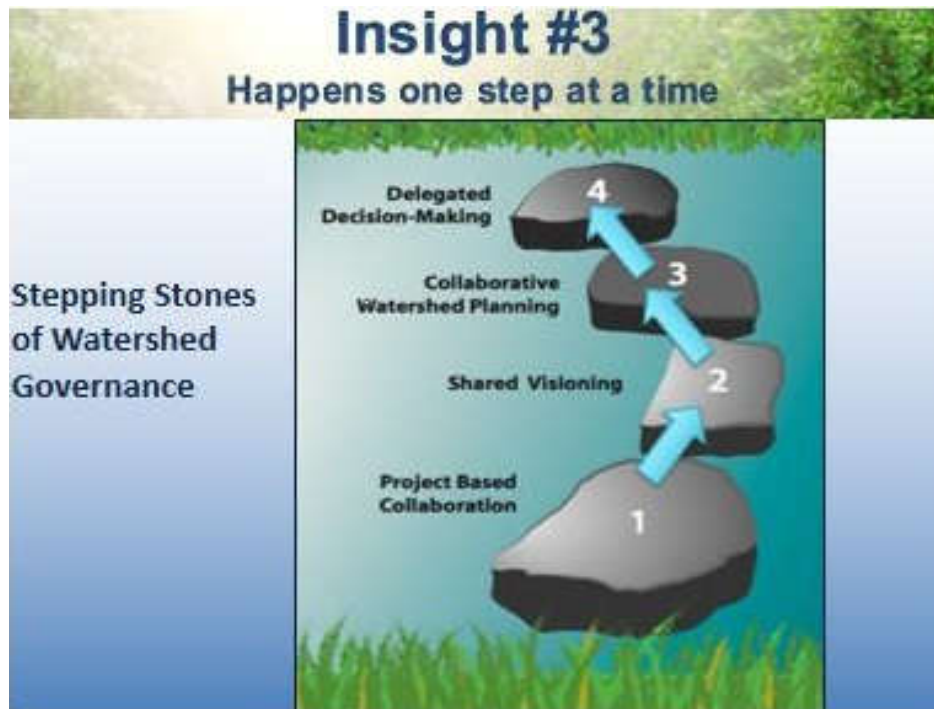 Insight #3
Happens one step at a time
Stepping Stones
of Watershed
Governance
4
Delegated
Decision-Making
3
Collaborative
Watershed Planning
2
Shared Visioning
Project Based
Collaboration
1